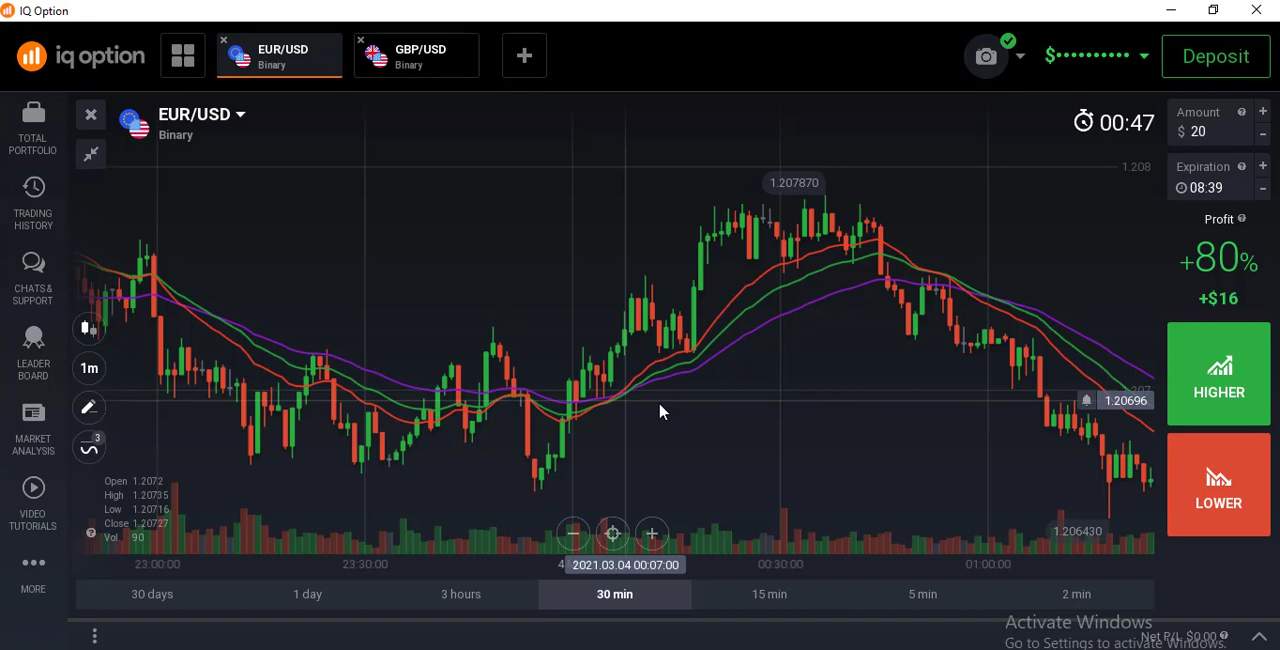 IQ Option
iq option
EUR/USD
Binary
GBP/USD
Binary
$
Deposit
TOTAL
PORTFOLIO
TRADING
HISTORY
CHATS &
SUPPORT
LEADER
BOARD
MARKET
ANALYSIS
VIDEO
TUTORIALS
MORE
EUR/USD
Binary
00:47
1.208
1.207870
1.20696
1.206430
1m
3
Open 1.2072
High 1.20735
Low 1.20716
Close 1.20727
Vol. 90
23:00:00
23:30:00
2021.03.04 00:07:00
00:30:00
01:00:00
30 days
1 day
3 hours
30 min
15 min
5 min
2 min
Amount
$ 20
Expiration
08:39
Profit
+80%
+$16
HIGHER
LOWER
Activate Windows
Go to Settings to activate Windows.
Net P/L $0.00